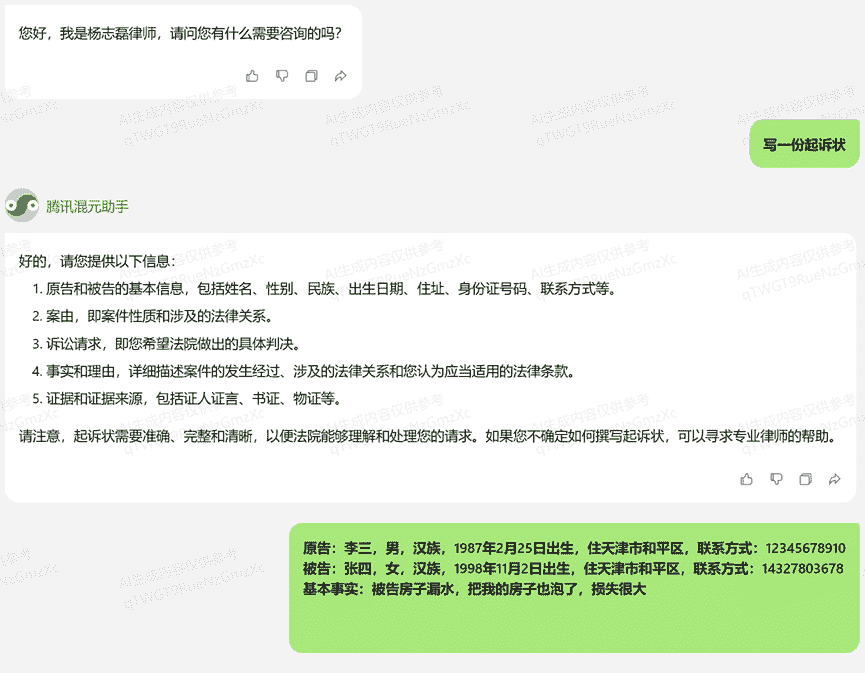 您好，我是杨志磊律师，请问您有什么需要咨询的吗？
写一份起诉状
腾讯混元助手
好的，请您提供以下信息：
1. 原告和被告的基本信息，包括姓名、性别、民族、出生日期、住址、身份证号码、联系方式等。
2. 案由，即案件性质和涉及的法律关系。
3. 诉讼请求，即您希望法院做出的具体判决。
4. 事实和理由，详细描述案件的发生经过、涉及的法律关系和您认为应当适用的法律条款。
5. 证据和证据来源，包括证人证言、书证、物证等。
请注意，起诉状需要准确、完整和清晰，以便法院能够理解和处理您的请求。如果您不确定如何撰写起诉状，可以寻求专业律师的帮助。
原告：李三，男，汉族，1987年2月25日出生，住天津市和平区，联系方式：12345678910
被告：张四，女，汉族，1998年11月2日出生，住天津市和平区，联系方式：14327803678
基本事实：被告房子漏水，把我的房子也泡了，损失很大
AI生成内容仅供参考
qTWGT9RueNzGmzXc